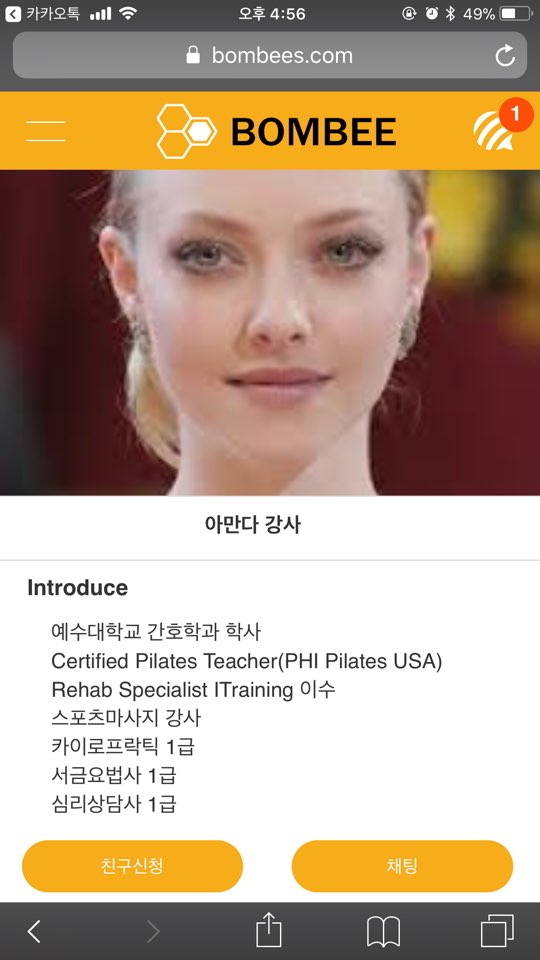 카카오톡
오후 4:56
49%
bombees.com
BOMBEE
1
아만다 강사
Introduce
예수대학교 간호학과 학사
Certified Pilates Teacher(PHI Pilates USA)
Rehab Specialist ITraining 이수
스포츠마사지 강사
카이로프락틱 1급
서금요법사 1급
심리상담사 1급
친구신청
채팅